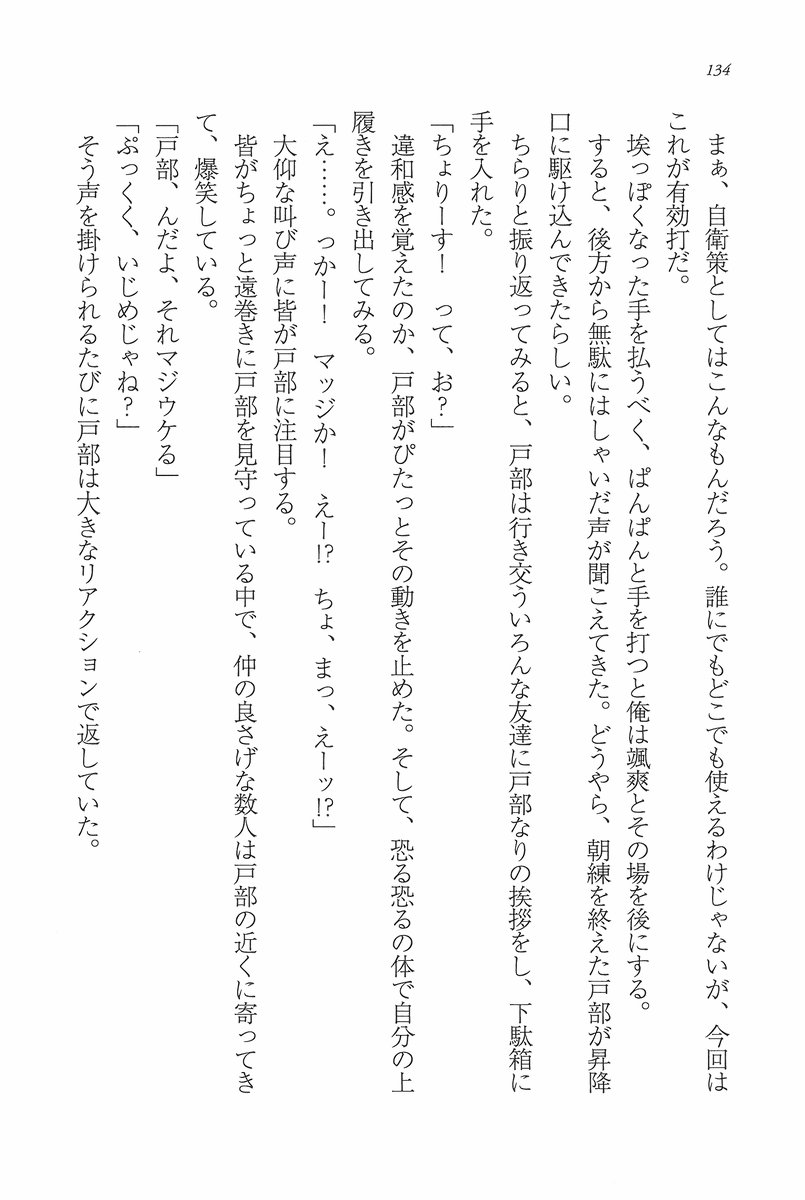 134
　まぁ、自衛策としてはこんなもんだろう。誰にでもどこでも使えるわけじゃないが、今回は
これが有効打だ。
　埃っぽくなった手を払うべく、ぱんぱんと手を打つと俺は颯爽とその場を後にする。
　すると、後方から無駄にはしゃいだ声が聞こえてきた。どうやら、朝練を終えた戸部が昇降
口に駆け込んできたらしい。
　ちらりと振り返ってみると、戸部は行き交ういろんな友達に戸部なりの挨拶をし、下駄箱に
手を入れた。
「ちょりーす！　って、お？」
　違和感を覚えたのか、戸部がぴたっとその動きを止めた。そして、恐る恐るの体で自分の上
履きを引き出してみる。
「え……。っかー！　マッジか！　えー!?　ちょ、まっ、えーッ!?」
　大仰な叫び声に皆が戸部に注目する。
　皆がちょっと遠巻きに戸部を見守っている中で、仲の良さげな数人は戸部の近くに寄ってき
て、爆笑している。
「戸部、んだよ、それマジウケる」
「ぷっくく、いじめじゃね？」
　そう声を掛けられるたびに戸部は大きなリアクションで返していた。